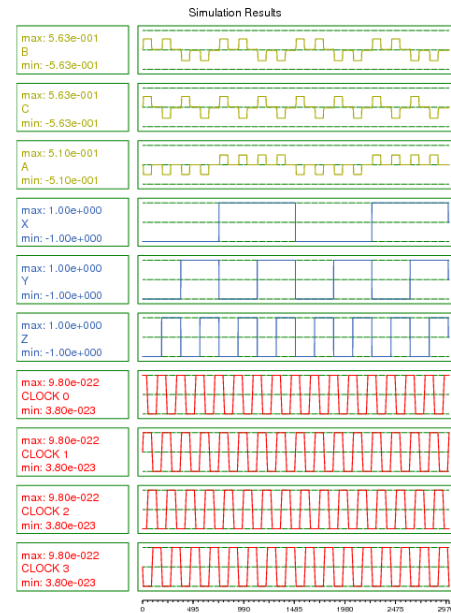 Simulation Results
max: 5.63e-001
B
min: -5.63e-001
max: 5.63e-001
C
min: -5.63e-001
max: 5.10e-001
A
min: -5.10e-001
max: 1.00e+000
X
min: -1.00e+000
max: 1.00e+000
Y
min: -1.00e+000
max: 1.00e+000
Z
min: -1.00e+000
max: 9.80e-022
CLOCK 0
min: 3.80e-023
max: 9.80e-022
CLOCK 1
min: 3.80e-023
max: 9.80e-022
CLOCK 2
min: 3.80e-023
max: 9.80e-022
CLOCK 3
min: 3.80e-023
0 495 990 1485 1980 2475